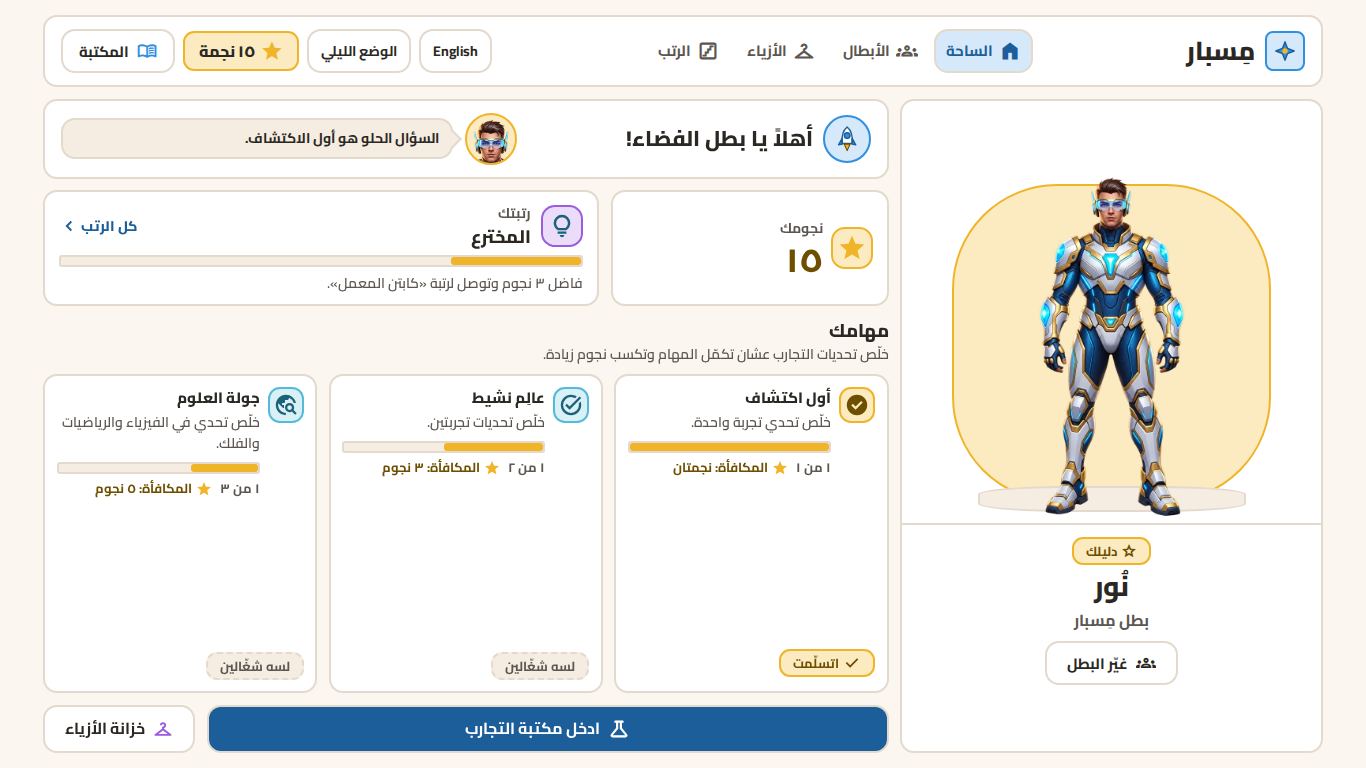 مِسبار
الساحة
الأبطال
الأزياء
الرتب
English
الوضع الليلي
١٥ نجمة
المكتبة
دليلك
نُور
بطل مِسبار
غيّر البطل
أهلاً يا بطل الفضاء!
السؤال الحلو هو أول الاكتشاف.
نجومك
١٥
رتبتك
المخترع
كل الرتب
فاضل ٣ نجوم وتوصل لرتبة «كابتن المعمل».
مهامك
خلّص تحديات التجارب عشان تكمّل المهام وتكسب نجوم زيادة.
أول اكتشاف
خلّص تحدي تجربة واحدة.
١ من ١ المكافأة: نجمتان
اتسلّمت
عالِم نشيط
خلّص تحديات تجربتين.
١ من ٢ المكافأة: ٣ نجوم
لسه شغّالين
جولة العلوم
خلّص تحدي في الفيزياء والرياضيات
والفلك.
١ من ٣ المكافأة: ٥ نجوم
لسه شغّالين
ادخل مكتبة التجارب
خزانة الأزياء